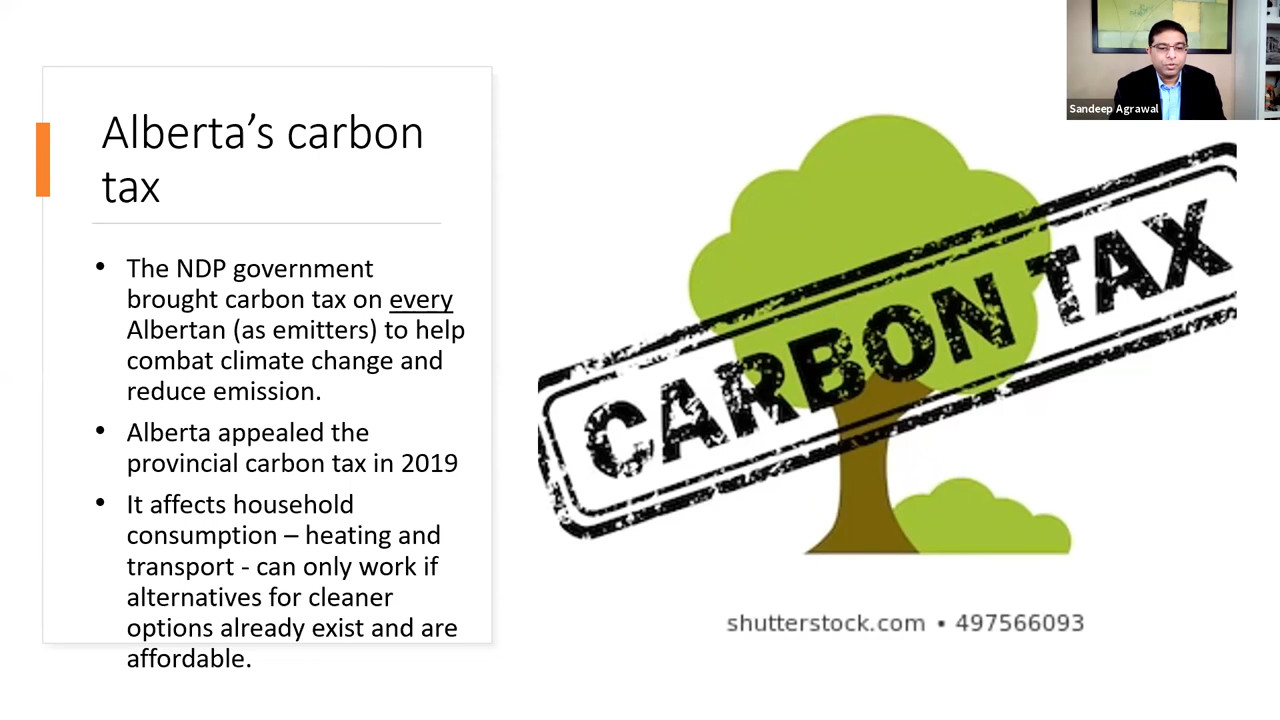 Sandeep Agrawal
Alberta’s carbon
tax
• The NDP government
brought carbon tax on every
Albertan (as emitters) to help
combat climate change and
reduce emission.
• Alberta appealed the
provincial carbon tax in 2019
• It affects household
consumption – heating and
transport - can only work if
alternatives for cleaner
options already exist and are
affordable.
CARBON TAX
shutterstock.com • 497566093